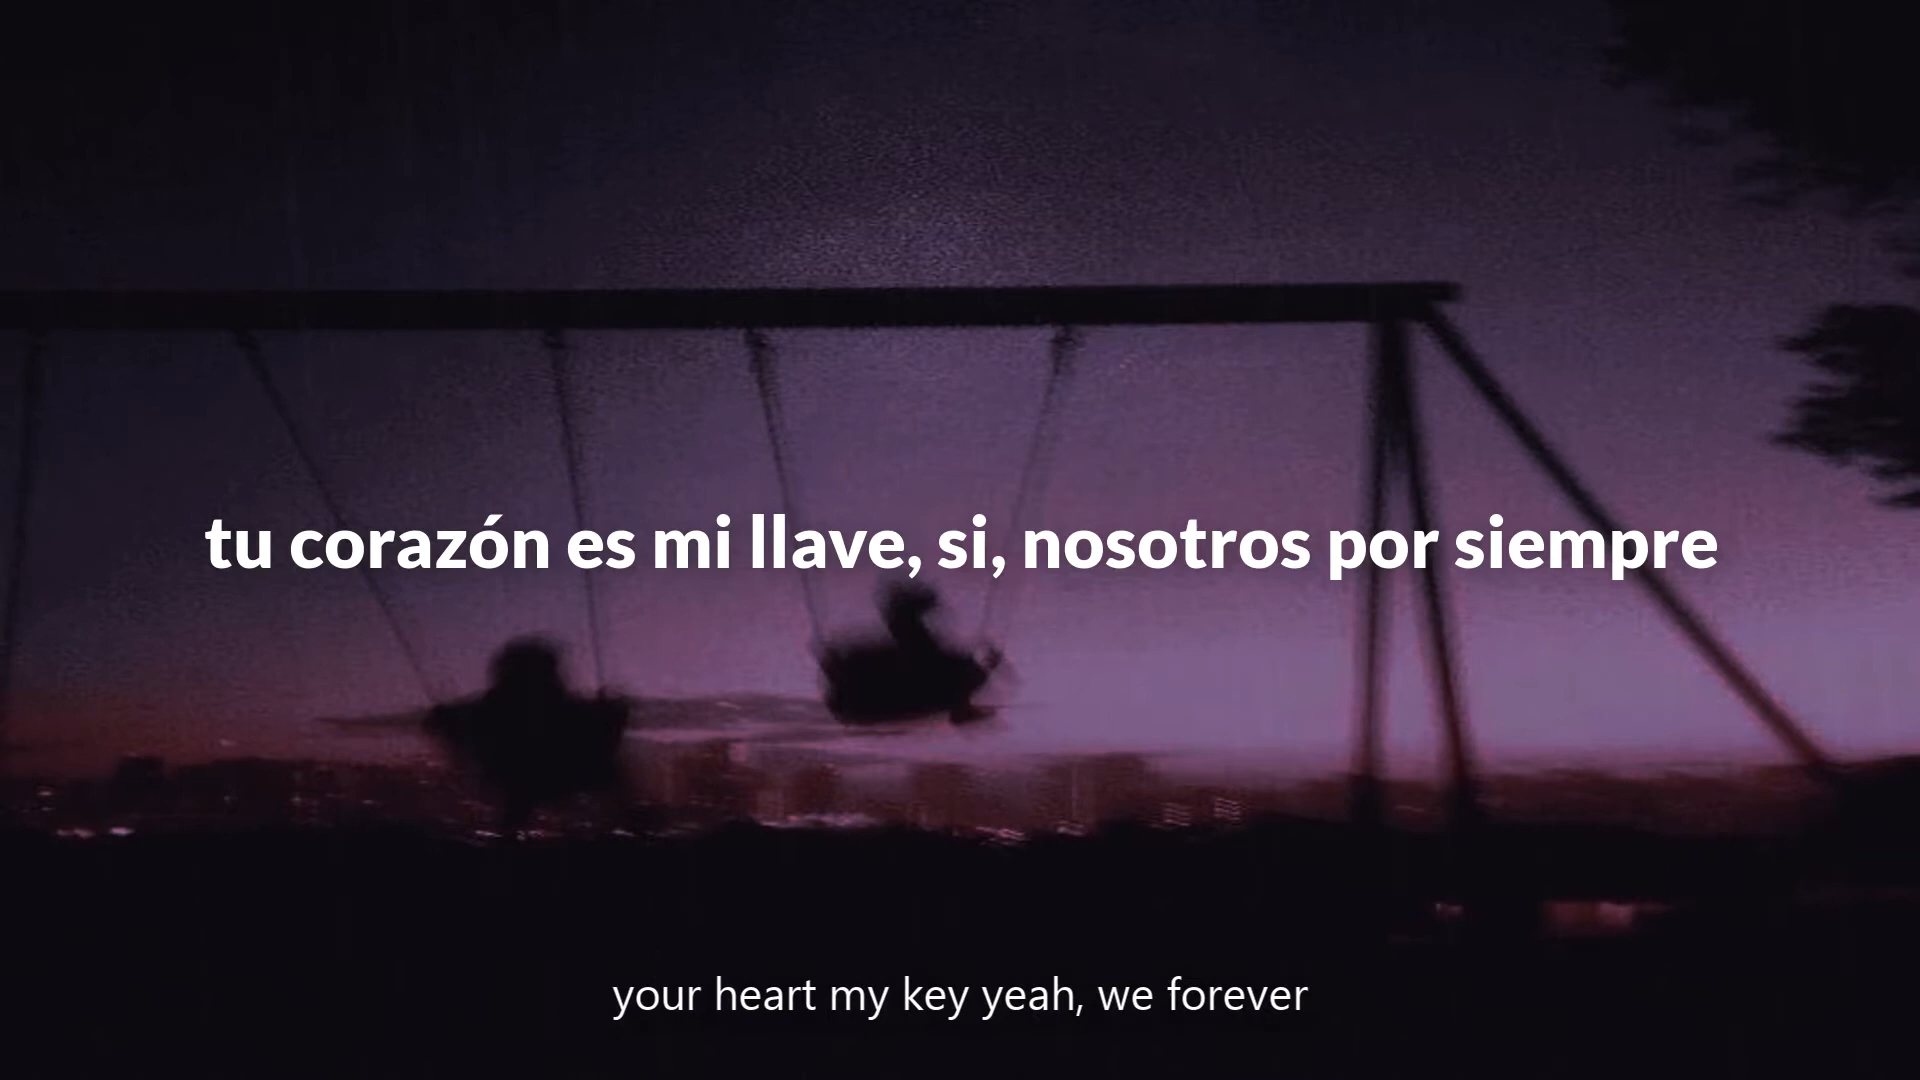 tu corazón es mi llave, si, nosotros por siempre
your heart my key yeah, we forever